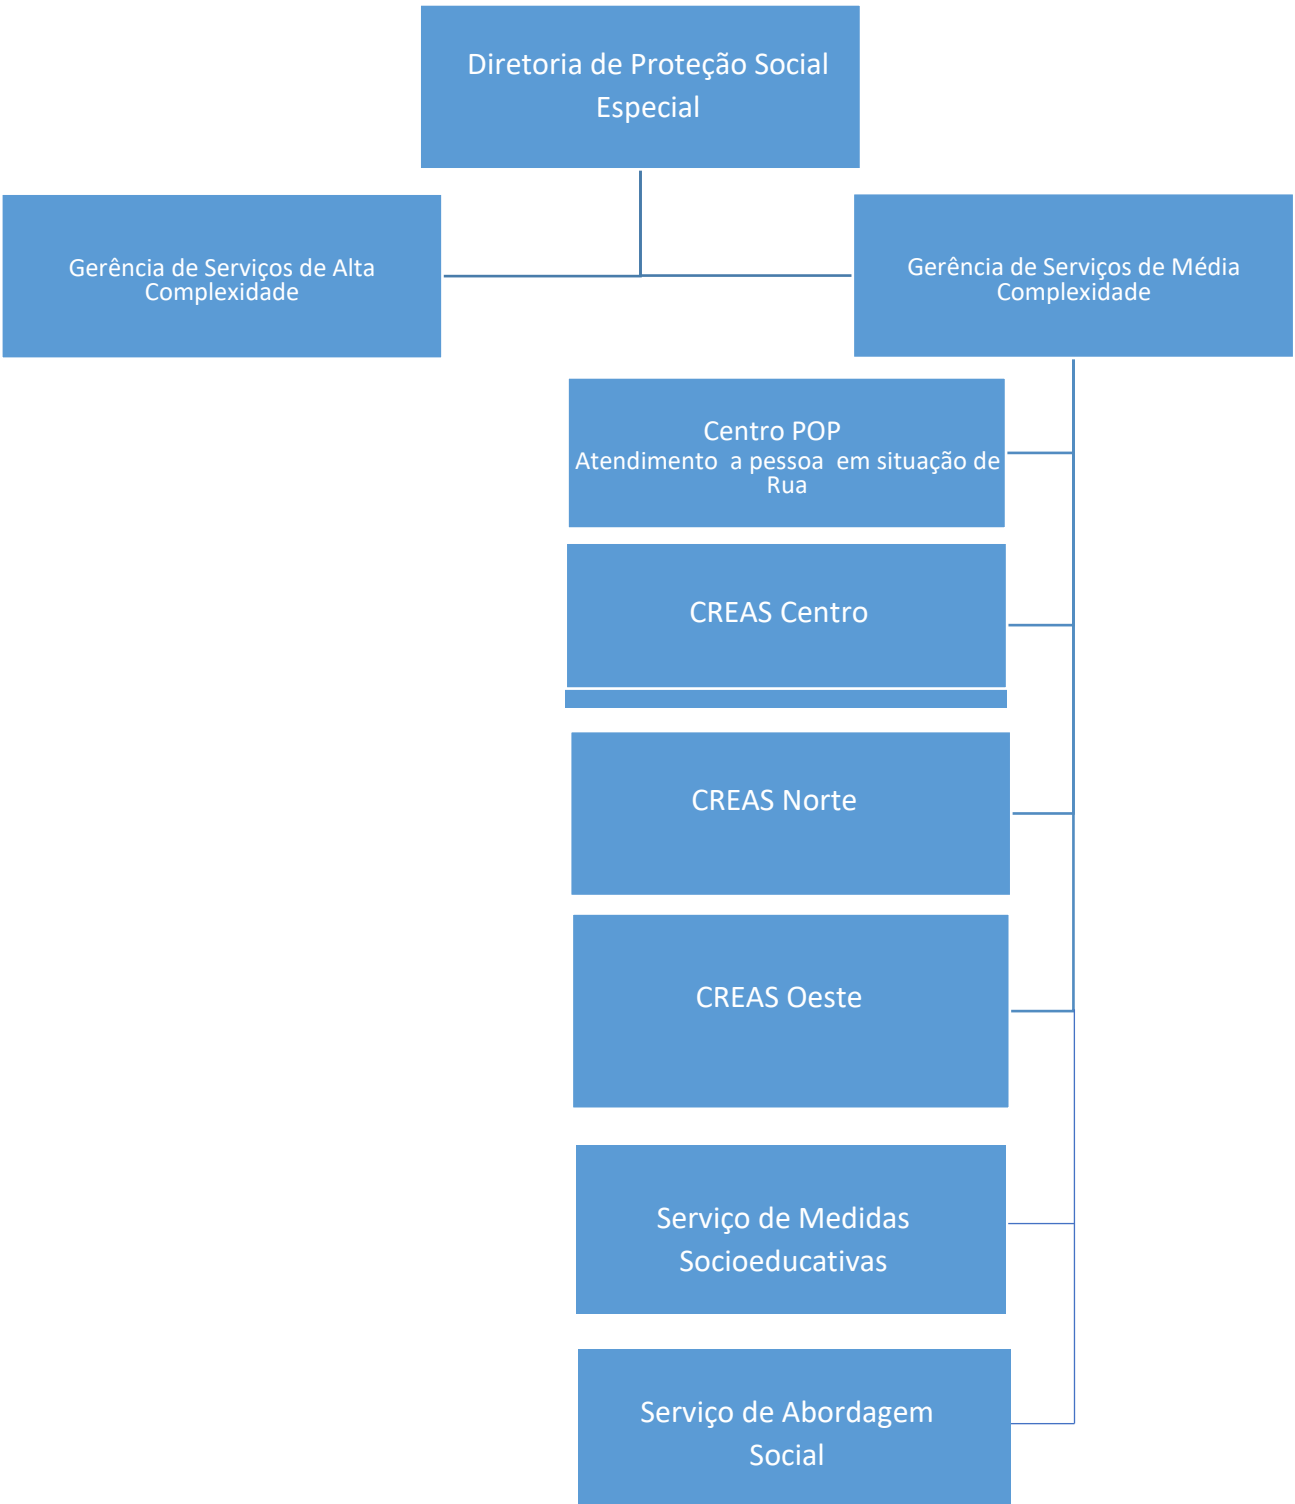 Diretoria de Proteção Social
Especial
Gerência de Serviços de Alta
Complexidade
Gerência de Serviços de Média
Complexidade
Centro POP
Atendimento a pessoa em situação de
Rua
CREAS Centro
CREAS Norte
CREAS Oeste
Serviço de Medidas
Socioeducativas
Serviço de Abordagem
Social